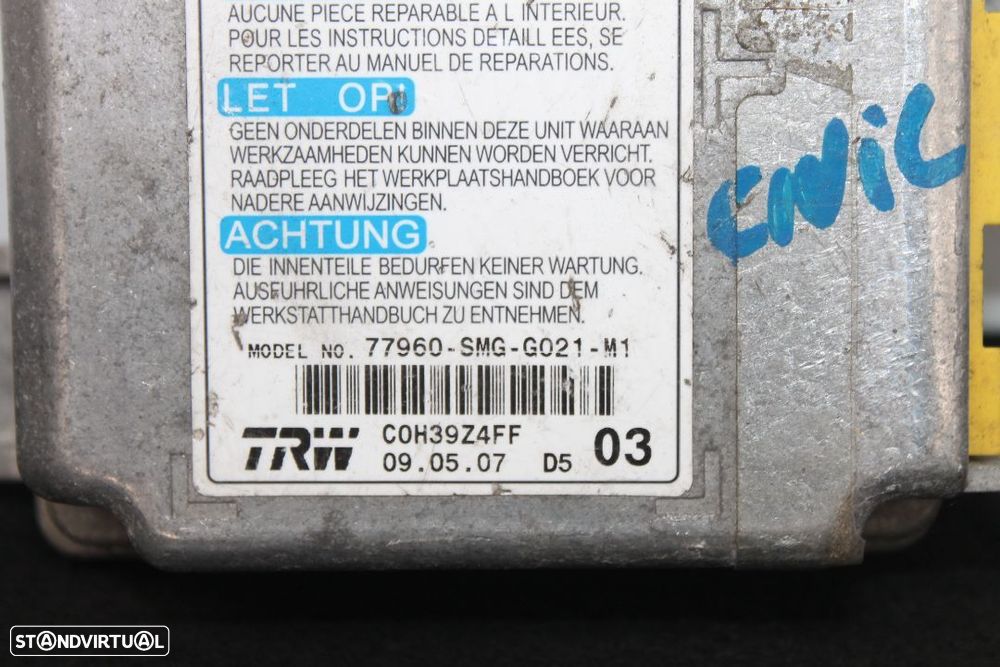 AUCUNE PIECE REPARABLE A L INTERIEUR.
POUR LES INSTRUCTIONS DETAILL EES, SE
REPORTER AU MANUEL DE REPARATIONS.
LET OP!
GEEN ONDERDELEN BINNEN DEZE UNIT WAARAAN
WERKZAAMHEDEN KUNNEN WORDEN VERRICHT.
RAADPLEEG HET WERKPLAATSHANDBOEK VOOR
NADERE AANWIJZINGEN.
ACHTUNG
DIE INNENTEILE BEDURFEN KEINER WARTUNG.
AUSFUHRLICHE ANWEISUNGEN SIND DEM
WERKSTATTHANDBUCH ZU ENTNEHMEN.
MODEL NO. 77960-SMG-G021-M1
TRW C0H39Z4FF 03
09.05.07 D5
CIVIC
STANDVIRTUAL